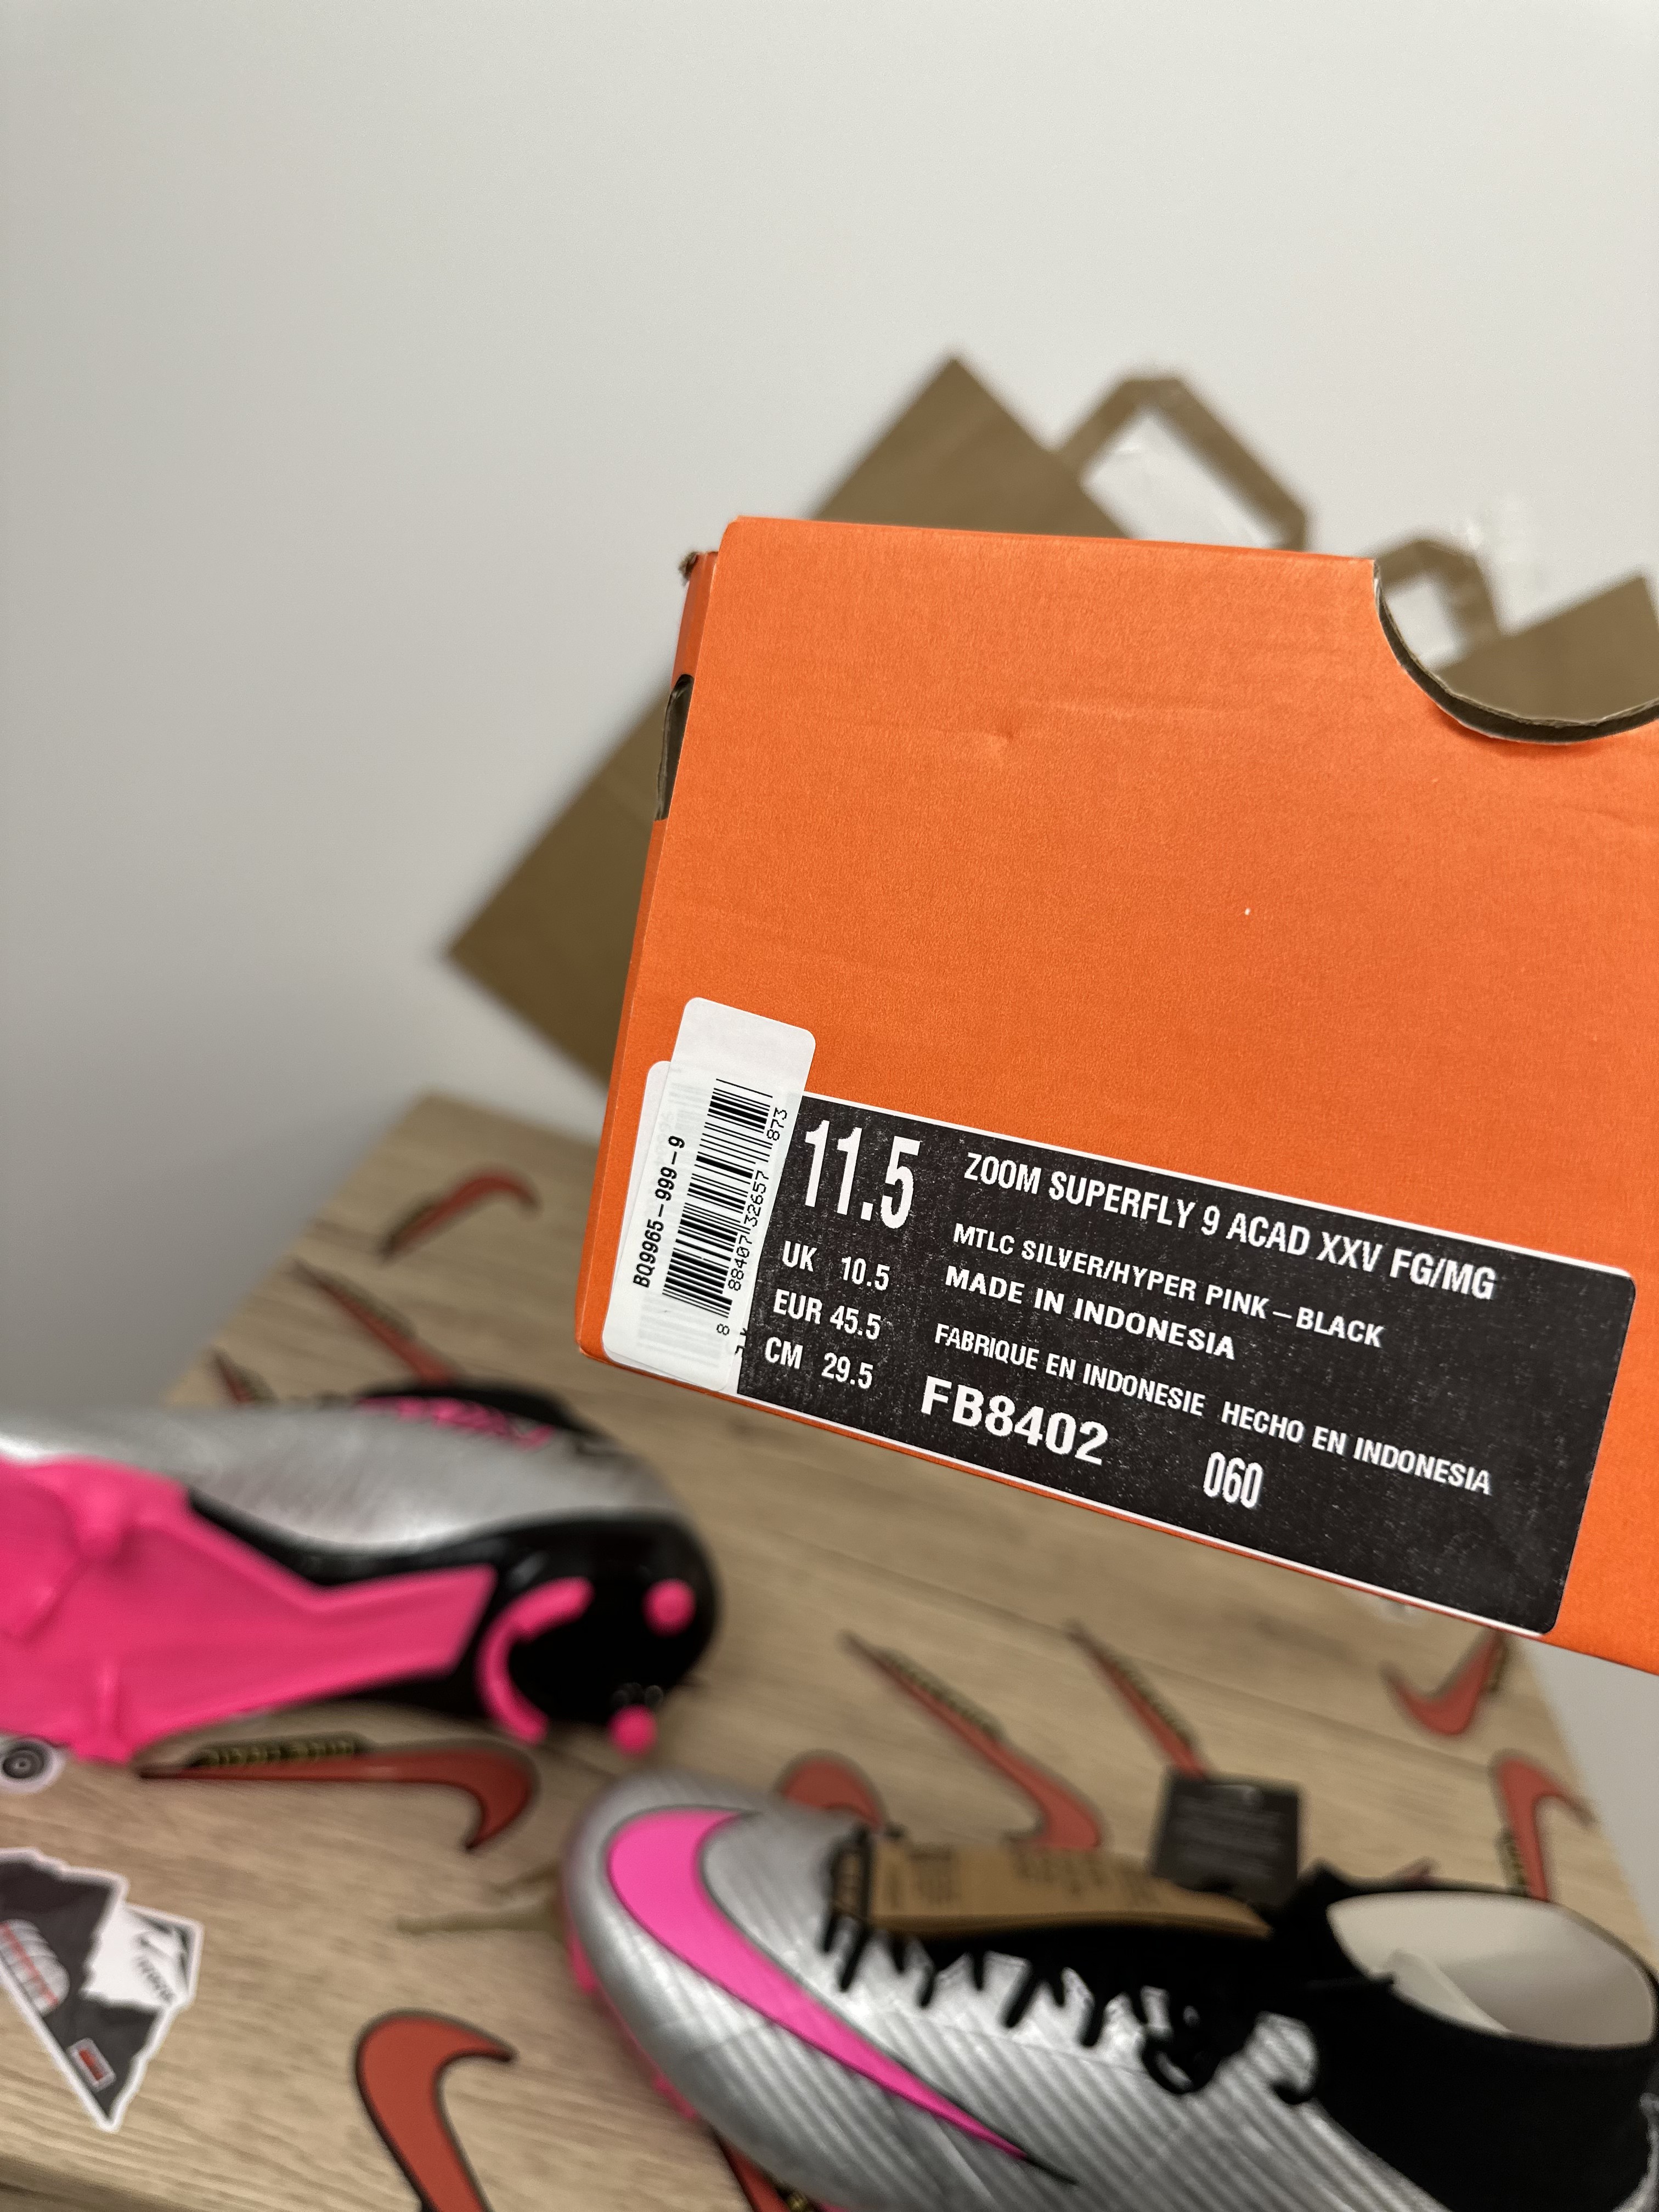 BQ9965-999-9
8 88407 32657 873
11.5
UK 10.5
EUR 45.5
CM 29.5
ZOOM SUPERFLY 9 ACAD XXV FG/MG
MTLC SILVER/HYPER PINK-BLACK
MADE IN INDONESIA
FABRIQUE EN INDONESIE HECHO EN INDONESIA
FB8402 060